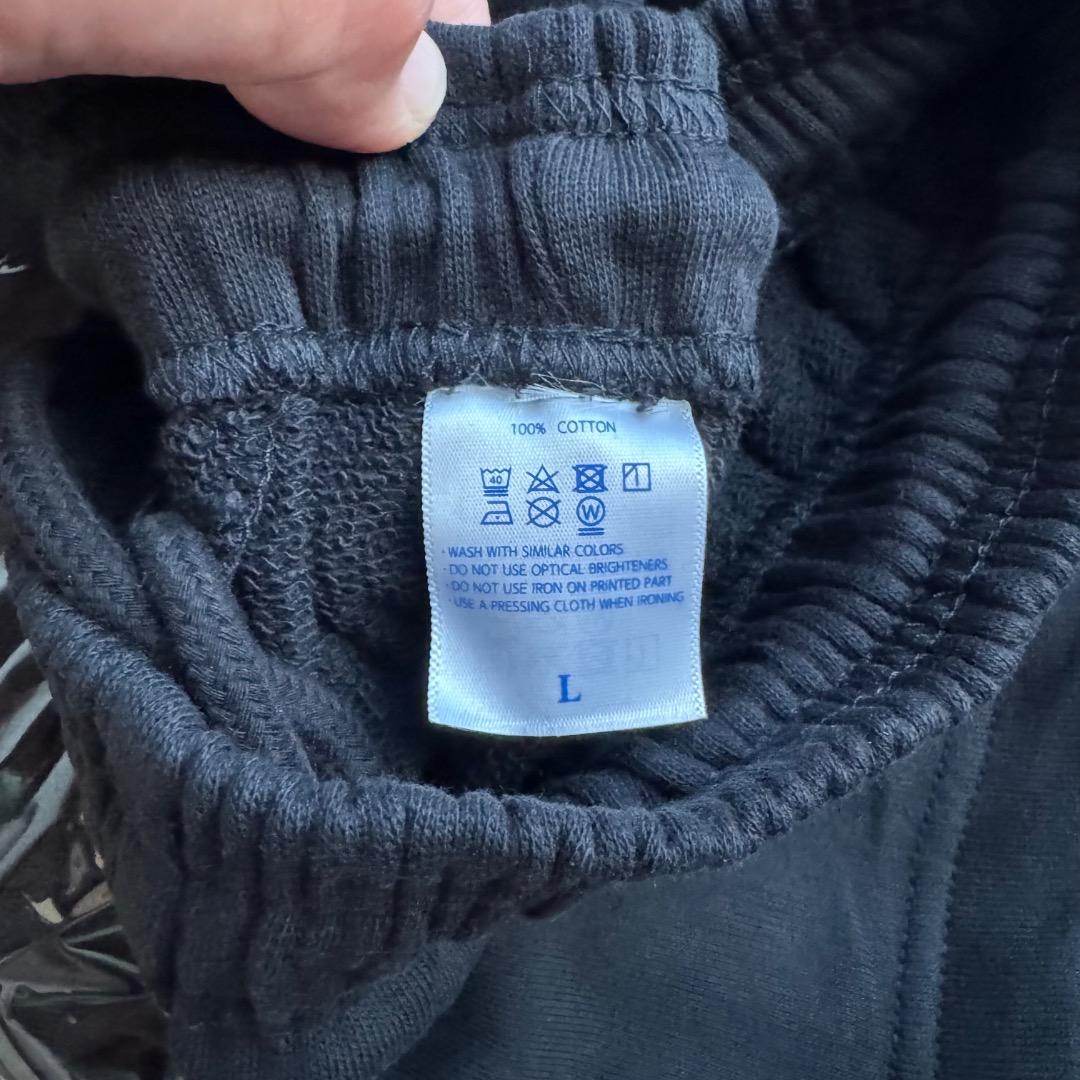 100% COTTON
40
W
· WASH WITH SIMILAR COLORS
· DO NOT USE OPTICAL BRIGHTENERS
· DO NOT USE IRON ON PRINTED PART
· USE A PRESSING CLOTH WHEN IRONING
L